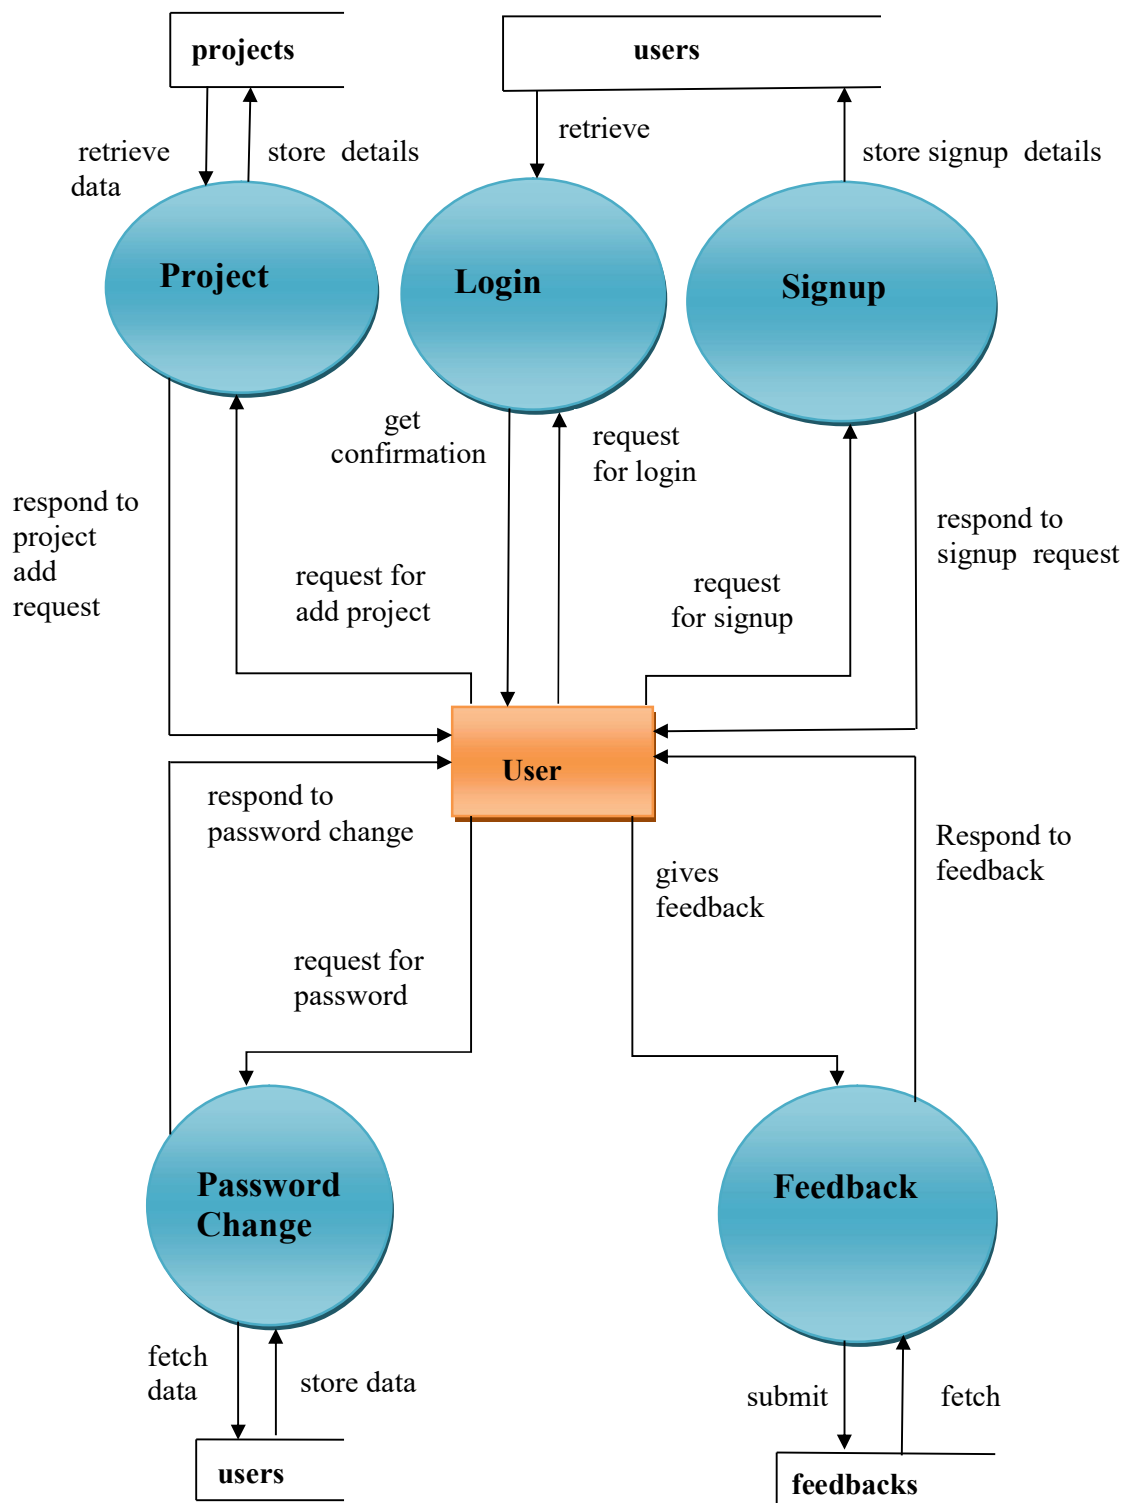 projects
users
retrieve
data
store details
retrieve
store signup details
Project
Login
Signup
get
confirmation
request
for login
respond to
project
add
request
respond to
signup request
request for
add project
request
for signup
User
respond to
password change
Respond to
feedback
gives
feedback
request for
password
Password
Change
Feedback
fetch
data
store data
submit
fetch
users
feedbacks